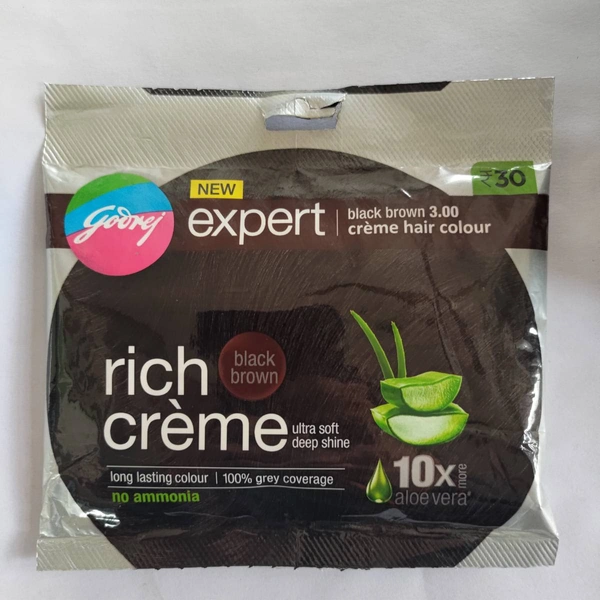 ₹30
NEW
Godrej
expert
black brown 3.00
crème hair colour
black
brown
rich
crème
ultra soft
deep shine
long lasting colour | 100% grey coverage
no ammonia
10x more
aloe vera*